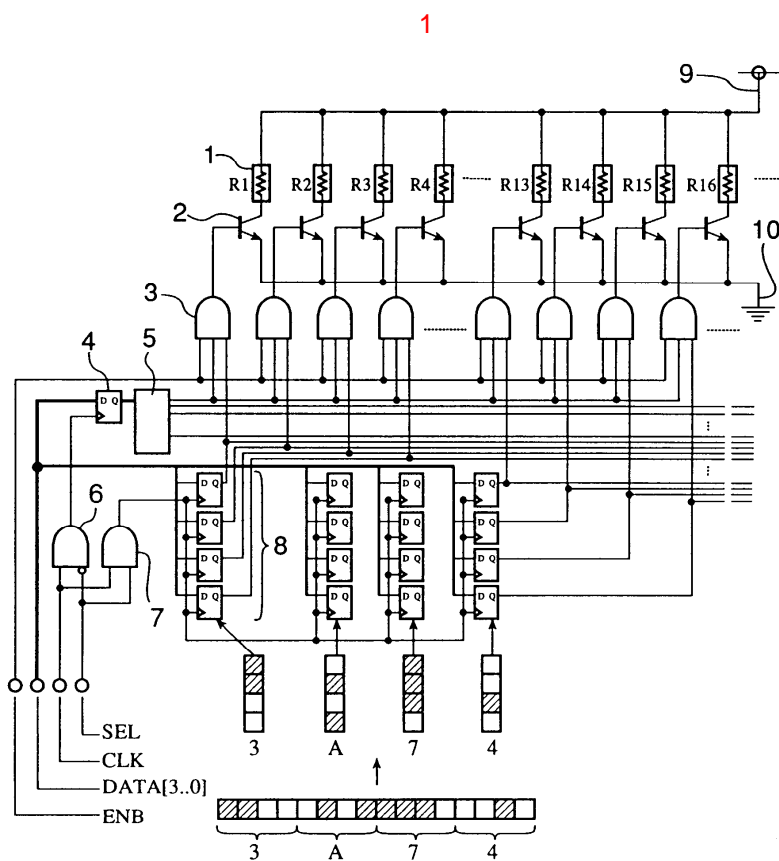 1
9
1
R1
R2
R3
R4
R13
R14
R15
R16
2
10
3
4
5
D Q
6
7
D Q D Q D Q D Q
D Q D Q D Q D Q
8
D Q D Q D Q D Q
D Q D Q D Q D Q
3 A 7 4
SEL
CLK
DATA[3..0]
ENB
3 A 7 4